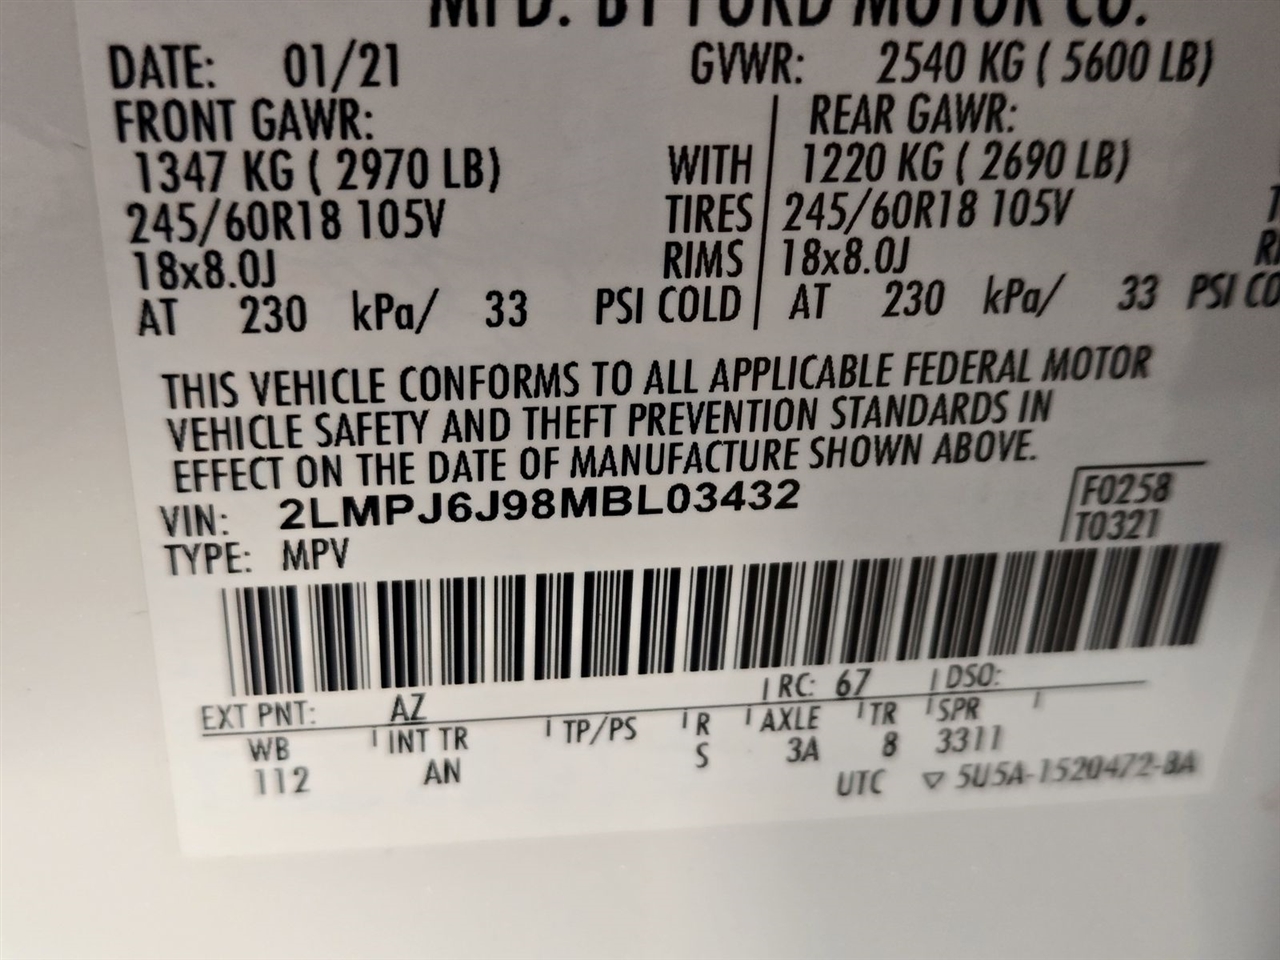 MFD. BY FORD MOTOR CO.
DATE: 01/21 GVWR: 2540 KG ( 5600 LB)
FRONT GAWR: REAR GAWR:
1347 KG ( 2970 LB) WITH 1220 KG ( 2690 LB)
245/60R18 105V TIRES 245/60R18 105V
18x8.0J RIMS 18x8.0J
AT 230 kPa/ 33 PSI COLD AT 230 kPa/ 33 PSI CO
THIS VEHICLE CONFORMS TO ALL APPLICABLE FEDERAL MOTOR
VEHICLE SAFETY AND THEFT PREVENTION STANDARDS IN
EFFECT ON THE DATE OF MANUFACTURE SHOWN ABOVE.
VIN: 2LMPJ6J98MBL03432
F0258
TYPE: MPV T0321
EXT PNT: AZ RC: 67 DSO:
WB INT TR TP/PS R AXLE TR SPR
112 AN S 3A 8 3311
UTC ▽ 5U5A-1520472-BA